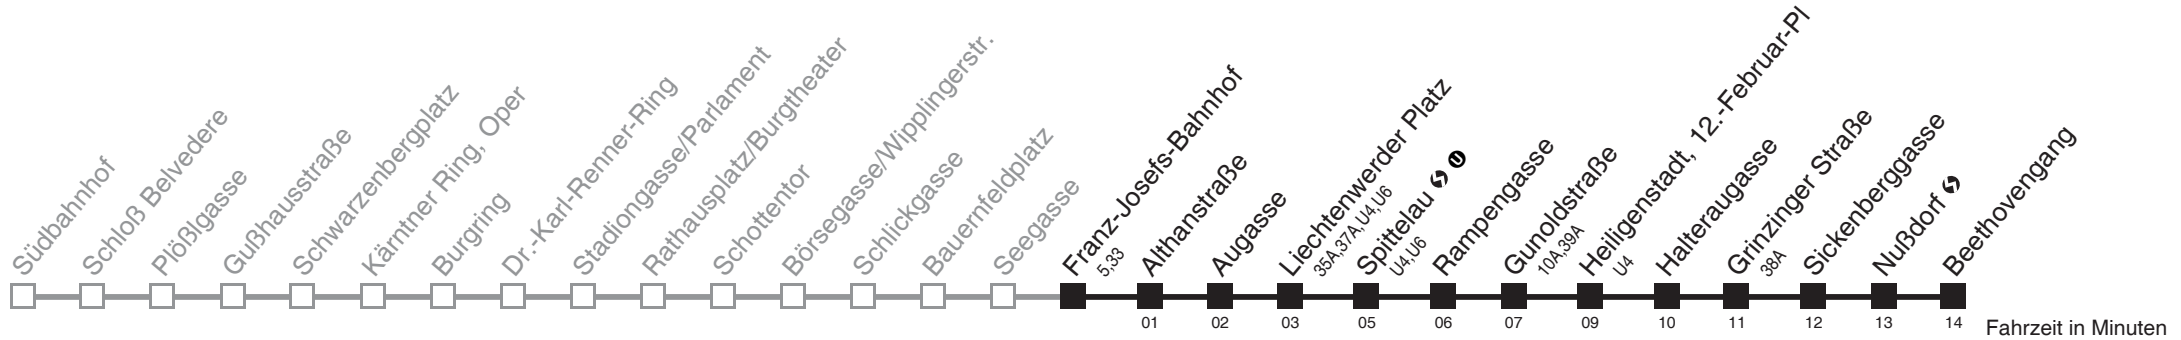 Südbahnhof
Schloß Belvedere
Plößlgasse
Gußhausstraße
Schwarzenbergplatz
Kärntner Ring, Oper
Burgring
Dr.-Karl-Renner-Ring
Stadiongasse/Parlament
Rathausplatz/Burgtheater
Schottentor
Börsegasse/Wipplingerstr.
Schlickgasse
Bauernfeldplatz
Seegasse
Franz-Josefs-Bahnhof
5,33
Althanstraße
Augasse
Liechtenwerder Platz
35A,37A,U4,U6
Spittelau S U
U4,U6
Rampengasse
Gunoldstraße
10A,39A
Heiligenstadt, 12.-Februar-Pl
U4
Halteraugasse
Grinzinger Straße
38A
Sickenberggasse
Nußdorf S
Beethovengang
01 02 03 05 06 07 09 10 11 12 13 14 Fahrzeit in Minuten